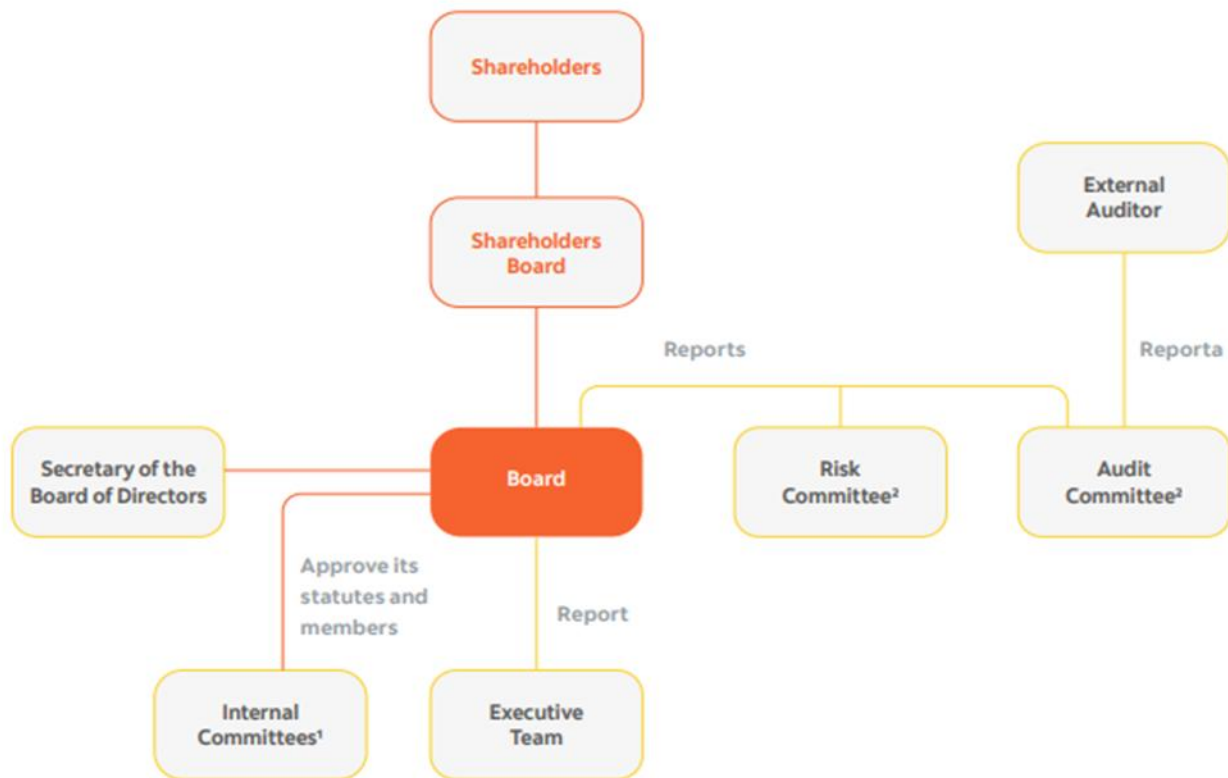 Shareholders
Shareholders
Board
External
Auditor
Reports
Reporta
Secretary of the
Board of Directors
Board
Risk
Committee²
Audit
Committee²
Approve its
statutes and
members
Report
Internal
Committees¹
Executive
Team